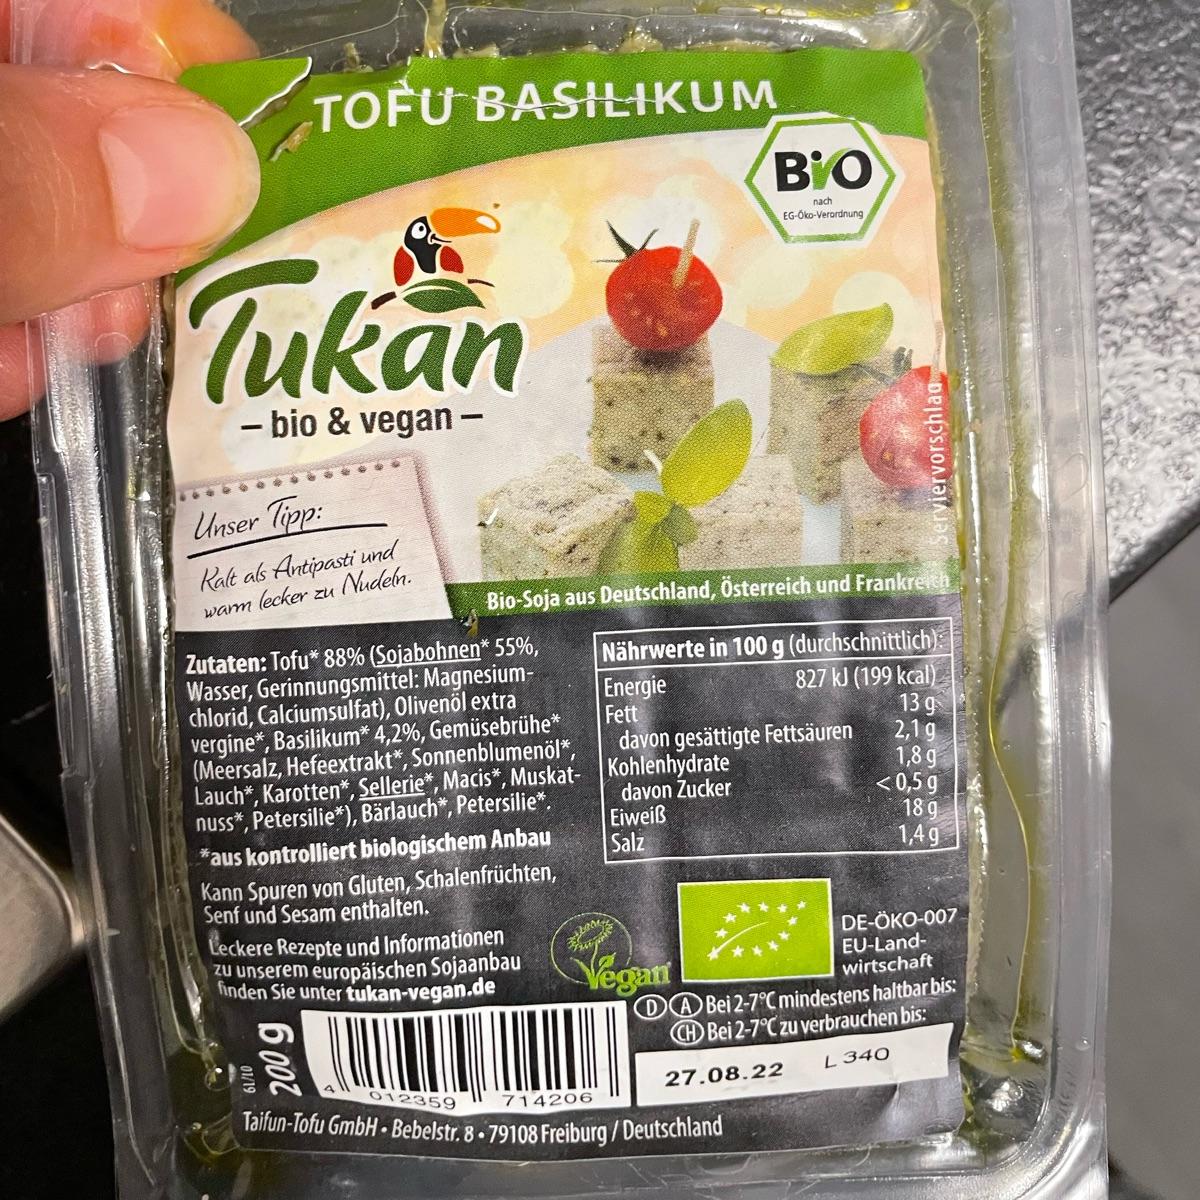 TOFU BASILIKUM
BiO
nach
EG-Öko-Verordnung
Tukan
– bio & vegan –
Unser Tipp:
Kalt als Antipasti und
warm lecker zu Nudeln.
Serviervorschlag
Bio-Soja aus Deutschland, Österreich und Frankreich
Zutaten: Tofu* 88% (Sojabohnen* 55%,
Wasser, Gerinnungsmittel: Magnesium-
chlorid, Calciumsulfat), Olivenöl extra
vergine*, Basilikum* 4,2%, Gemüsebrühe*
(Meersalz, Hefeextrakt*, Sonnenblumenöl*,
Lauch*, Karotten*, Sellerie*, Macis*, Muskat-
nuss*, Petersilie*), Bärlauch*, Petersilie*.
*aus kontrolliert biologischem Anbau
Kann Spuren von Gluten, Schalenfrüchten,
Senf und Sesam enthalten.
Leckere Rezepte und Informationen
zu unserem europäischen Sojaanbau
finden Sie unter tukan-vegan.de
Nährwerte in 100 g (durchschnittlich):
Energie 827 kJ (199 kcal)
Fett 13 g
davon gesättigte Fettsäuren 2,1 g
Kohlenhydrate 1,8 g
davon Zucker < 0,5 g
Eiweiß 18 g
Salz 1,4 g
Vegan
DE-ÖKO-007
EU-Land-
wirtschaft
D A Bei 2-7°C mindestens haltbar bis:
CH Bei 2-7°C zu verbrauchen bis:
27.08.22 L 340
01/19
200 g
4 012359 714206
Taifun-Tofu GmbH • Bebelstr. 8 • 79108 Freiburg / Deutschland